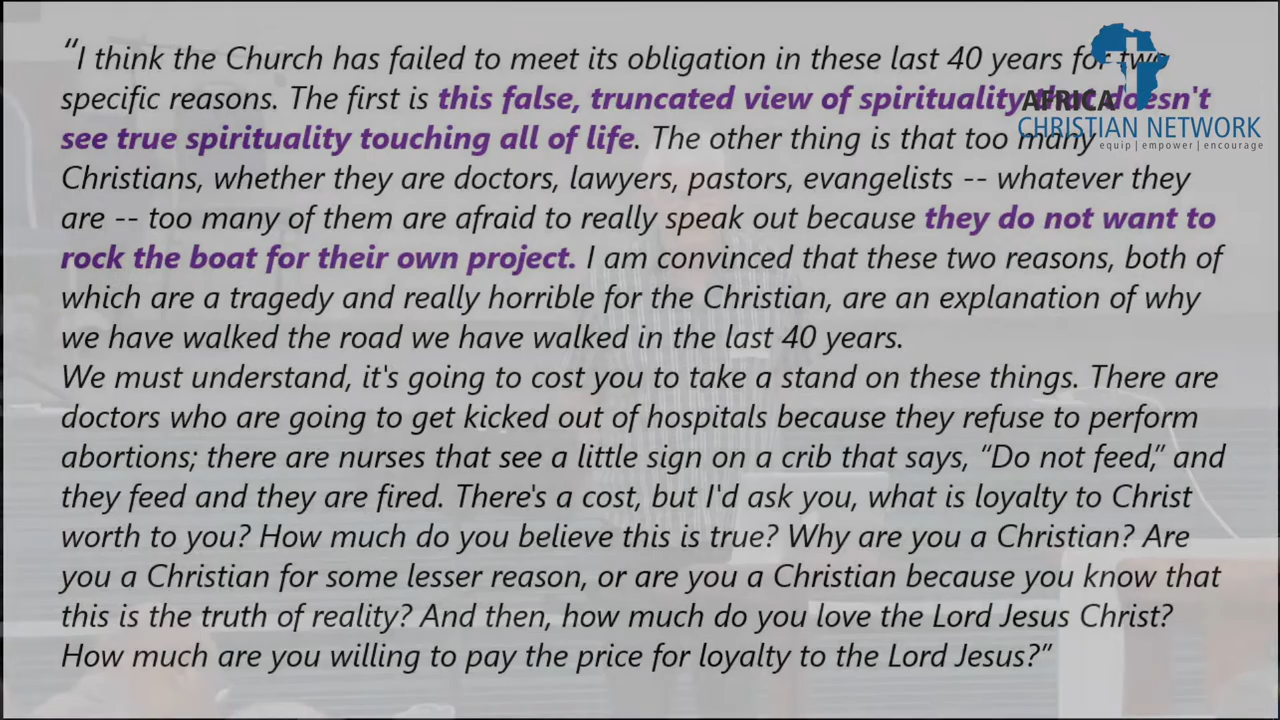 “I think the Church has failed to meet its obligation in these last 40 years for two
specific reasons. The first is this false, truncated view of spirituality that doesn't
see true spirituality touching all of life. The other thing is that too many
Christians, whether they are doctors, lawyers, pastors, evangelists -- whatever they
are -- too many of them are afraid to really speak out because they do not want to
rock the boat for their own project. I am convinced that these two reasons, both of
which are a tragedy and really horrible for the Christian, are an explanation of why
we have walked the road we have walked in the last 40 years.
We must understand, it's going to cost you to take a stand on these things. There are
doctors who are going to get kicked out of hospitals because they refuse to perform
abortions; there are nurses that see a little sign on a crib that says, “Do not feed,” and
they feed and they are fired. There's a cost, but I'd ask you, what is loyalty to Christ
worth to you? How much do you believe this is true? Why are you a Christian? Are
you a Christian for some lesser reason, or are you a Christian because you know that
this is the truth of reality? And then, how much do you love the Lord Jesus Christ?
How much are you willing to pay the price for loyalty to the Lord Jesus?”
AFRICA
CHRISTIAN NETWORK
equip | empower | encourage